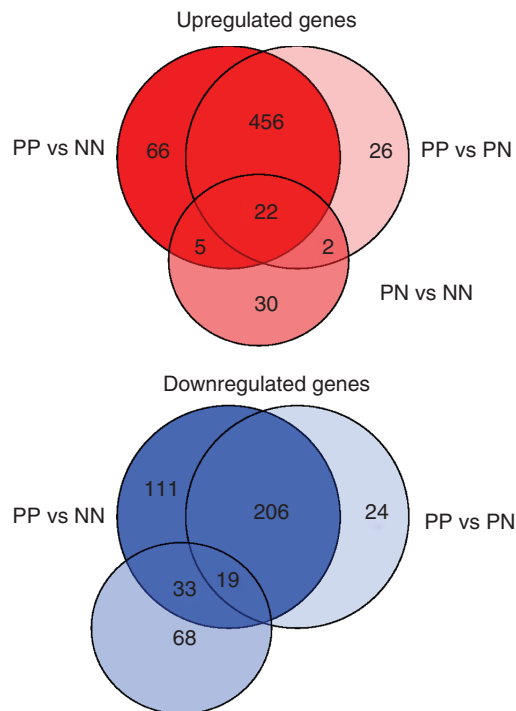 Upregulated genes
456
PP vs NN
66
26
PP vs PN
22
5
2
30
PN vs NN
Downregulated genes
111
PP vs NN
206
24
PP vs PN
33
19
68